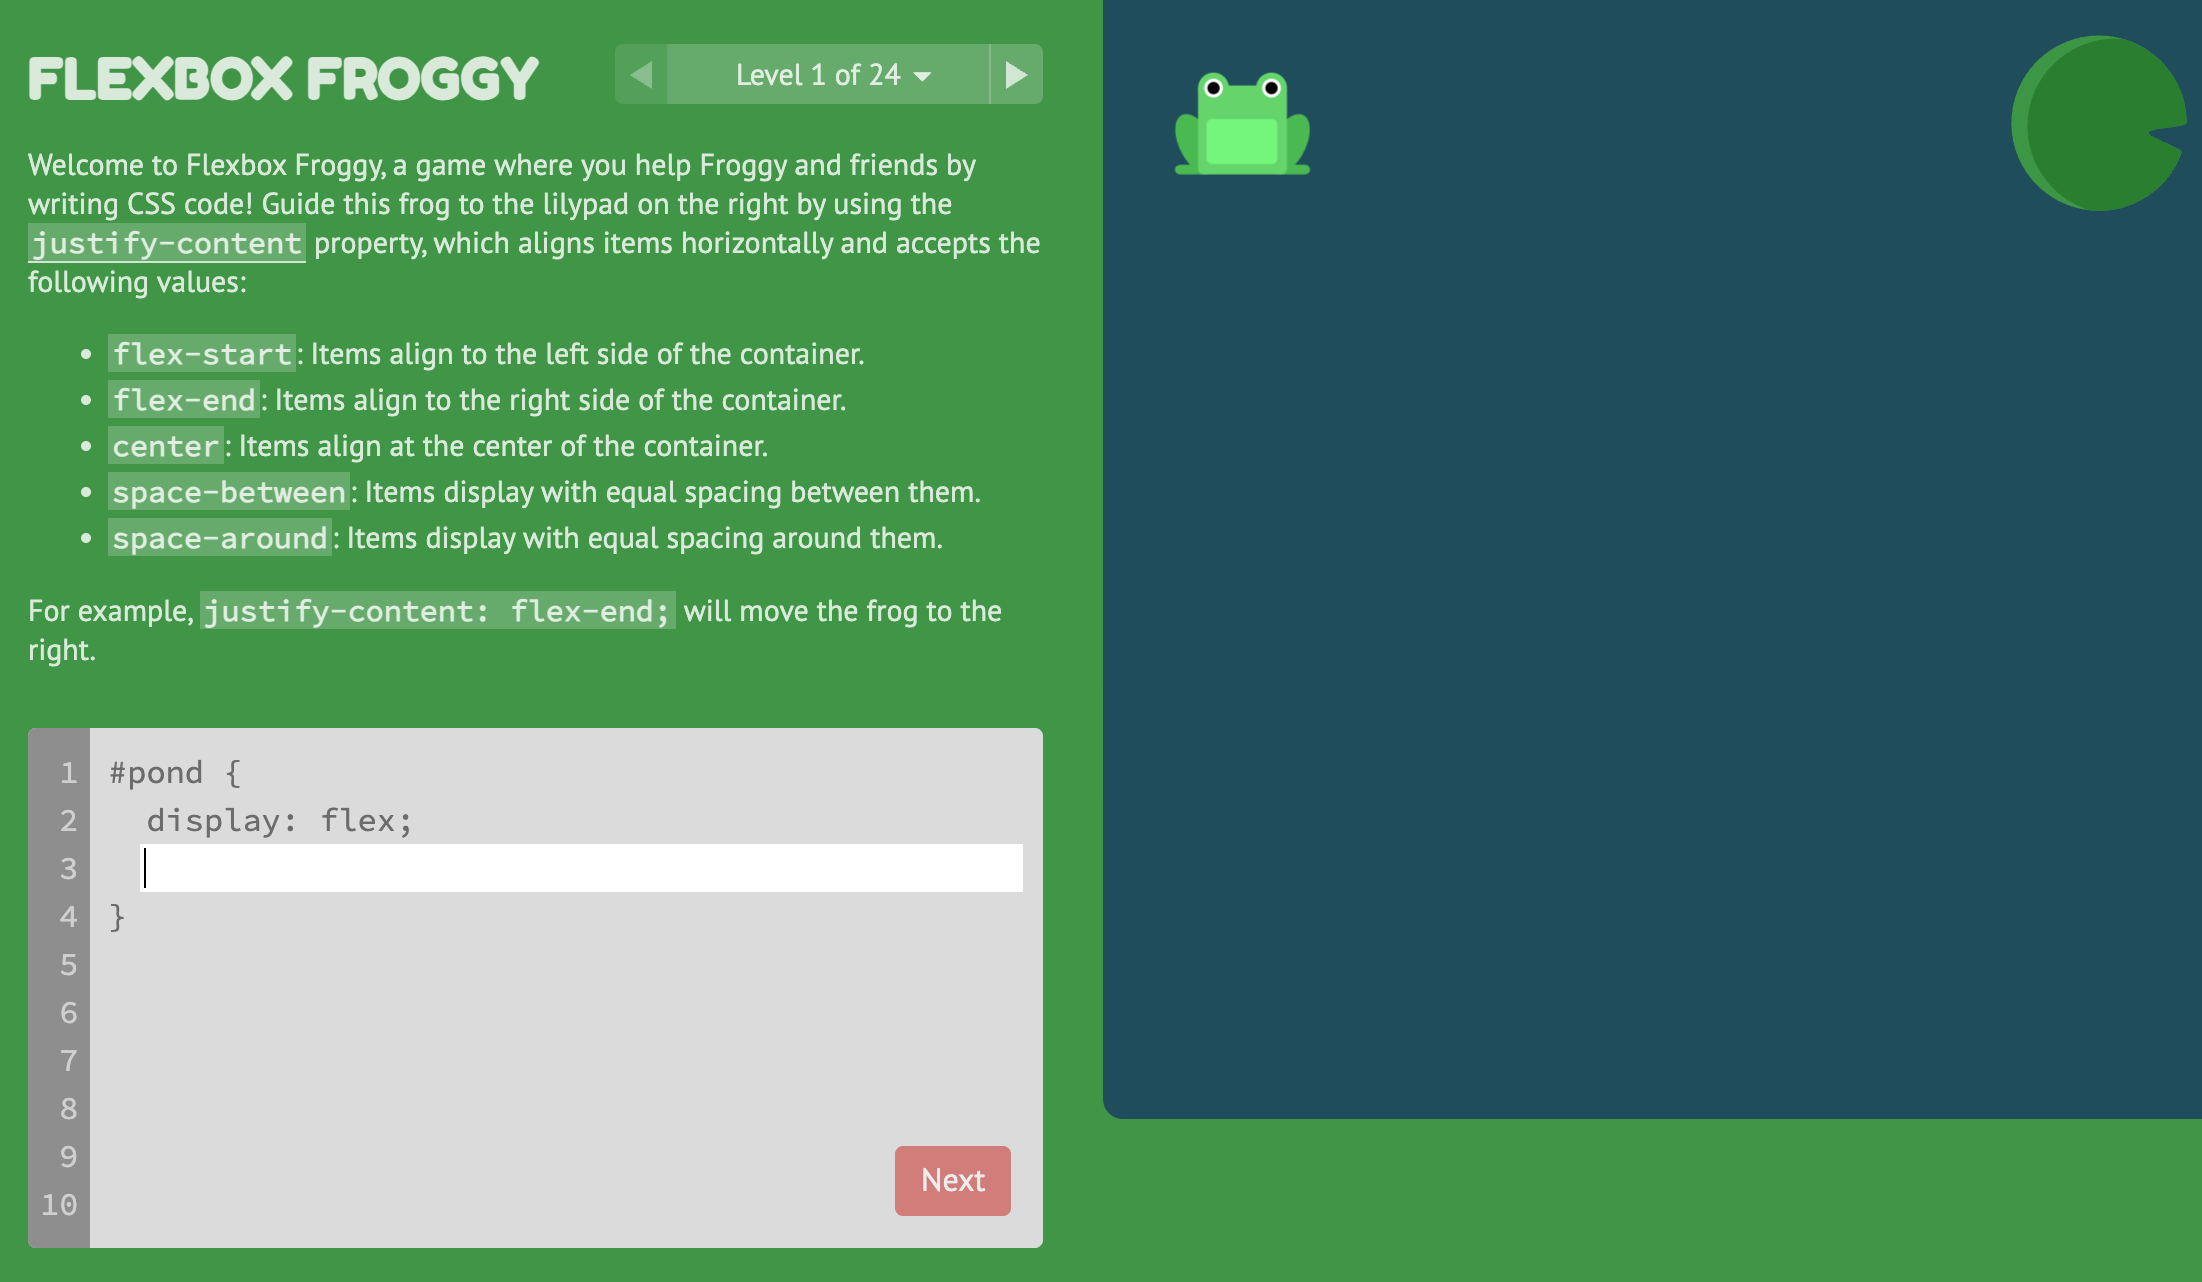 FLEXBOX FROGGY
Level 1 of 24
Welcome to Flexbox Froggy, a game where you help Froggy and friends by
writing CSS code! Guide this frog to the lilypad on the right by using the
justify-content property, which aligns items horizontally and accepts the
following values:
flex-start: Items align to the left side of the container.
flex-end: Items align to the right side of the container.
center: Items align at the center of the container.
space-between: Items display with equal spacing between them.
space-around: Items display with equal spacing around them.
For example, justify-content: flex-end; will move the frog to the
right.
1 #pond {
2 display: flex;
3
4 }
5
6
7
8
9
10
Next